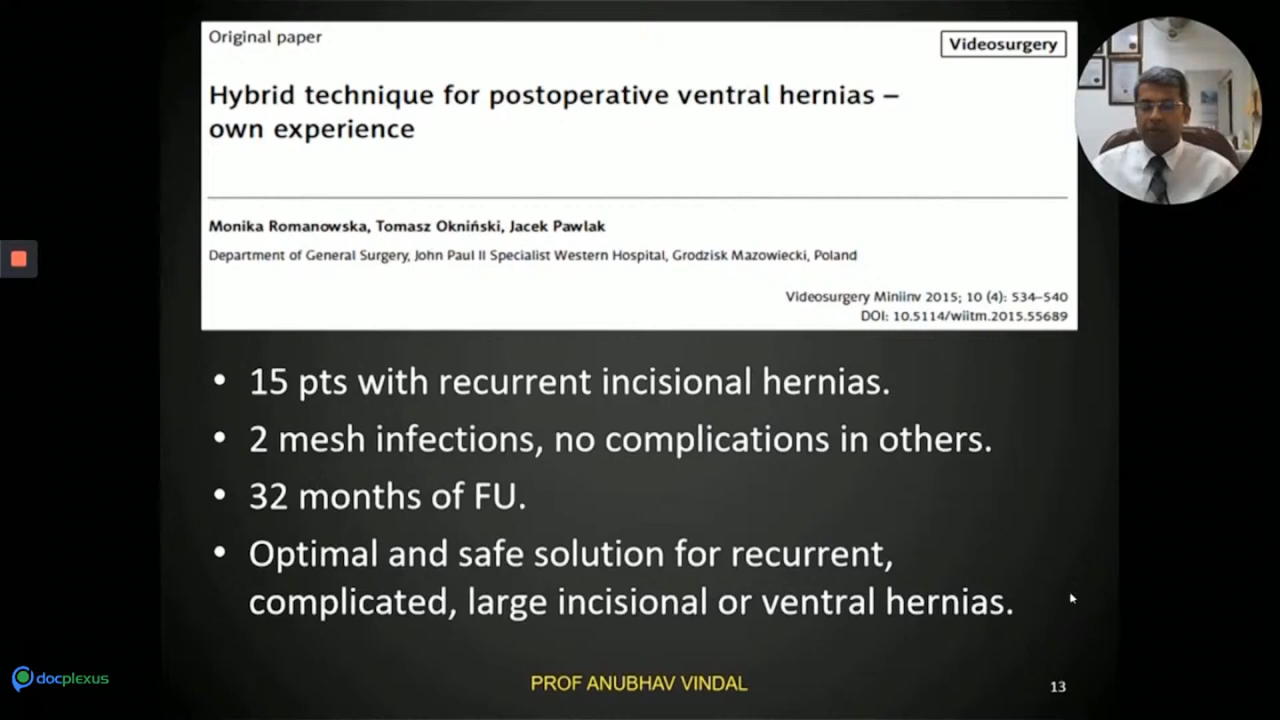 Original paper
Videosurgery
Hybrid technique for postoperative ventral hernias –
own experience
Monika Romanowska, Tomasz Okniński, Jacek Pawlak
Department of General Surgery, John Paul II Specialist Western Hospital, Grodzisk Mazowiecki, Poland
Videosurgery Miniinv 2015; 10 (4): 534–540
DOI: 10.5114/wiitm.2015.55689
• 15 pts with recurrent incisional hernias.
• 2 mesh infections, no complications in others.
• 32 months of FU.
• Optimal and safe solution for recurrent,
complicated, large incisional or ventral hernias.
docplexus
PROF ANUBHAV VINDAL
13